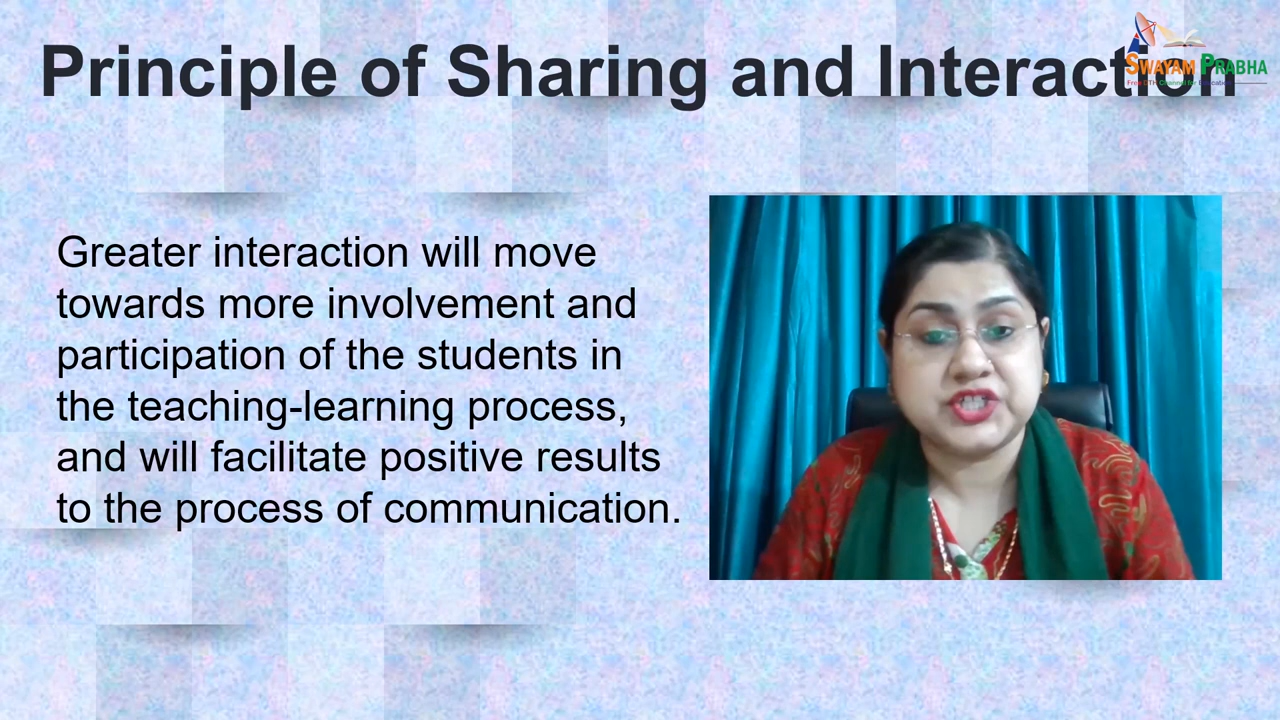 Principle of Sharing and Interaction
SWAYAM PRABHA
Greater interaction will move
towards more involvement and
participation of the students in
the teaching-learning process,
and will facilitate positive results
to the process of communication.